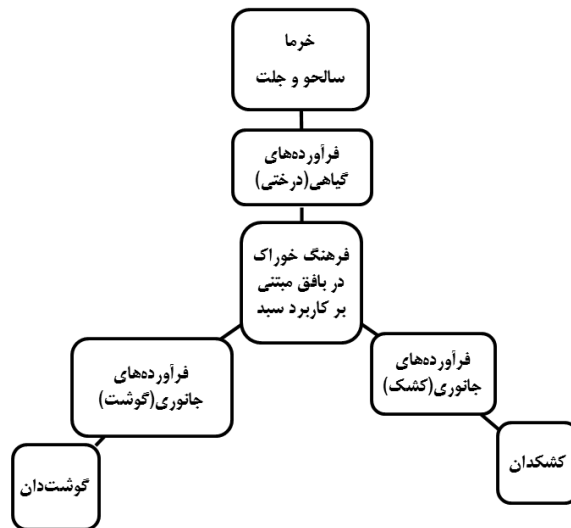 خرما
سالحو و جلت
فرآورده‌های
گیاهی(درختی)
فرهنگ خوراک
در بافق مبتنی
بر کاربرد سبد
فرآورده‌های
جانوری(کشک)
کشکدان
فرآورده‌های
جانوری(گوشت)
گوشت‌دان